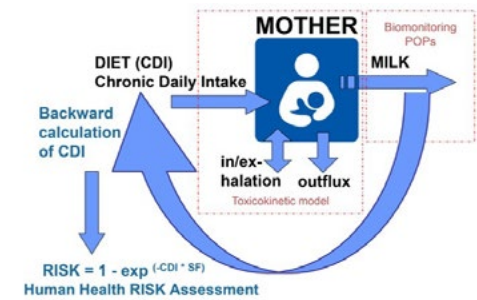 MOTHER
Biomonitoring
POPs
DIET (CDI)
Chronic Daily Intake
MILK
Backward
calculation
of CDI
in/ex-
halation
outflux
Toxicokinetic model
RISK = 1 - exp (-CDI * SF)
Human Health RISK Assessment